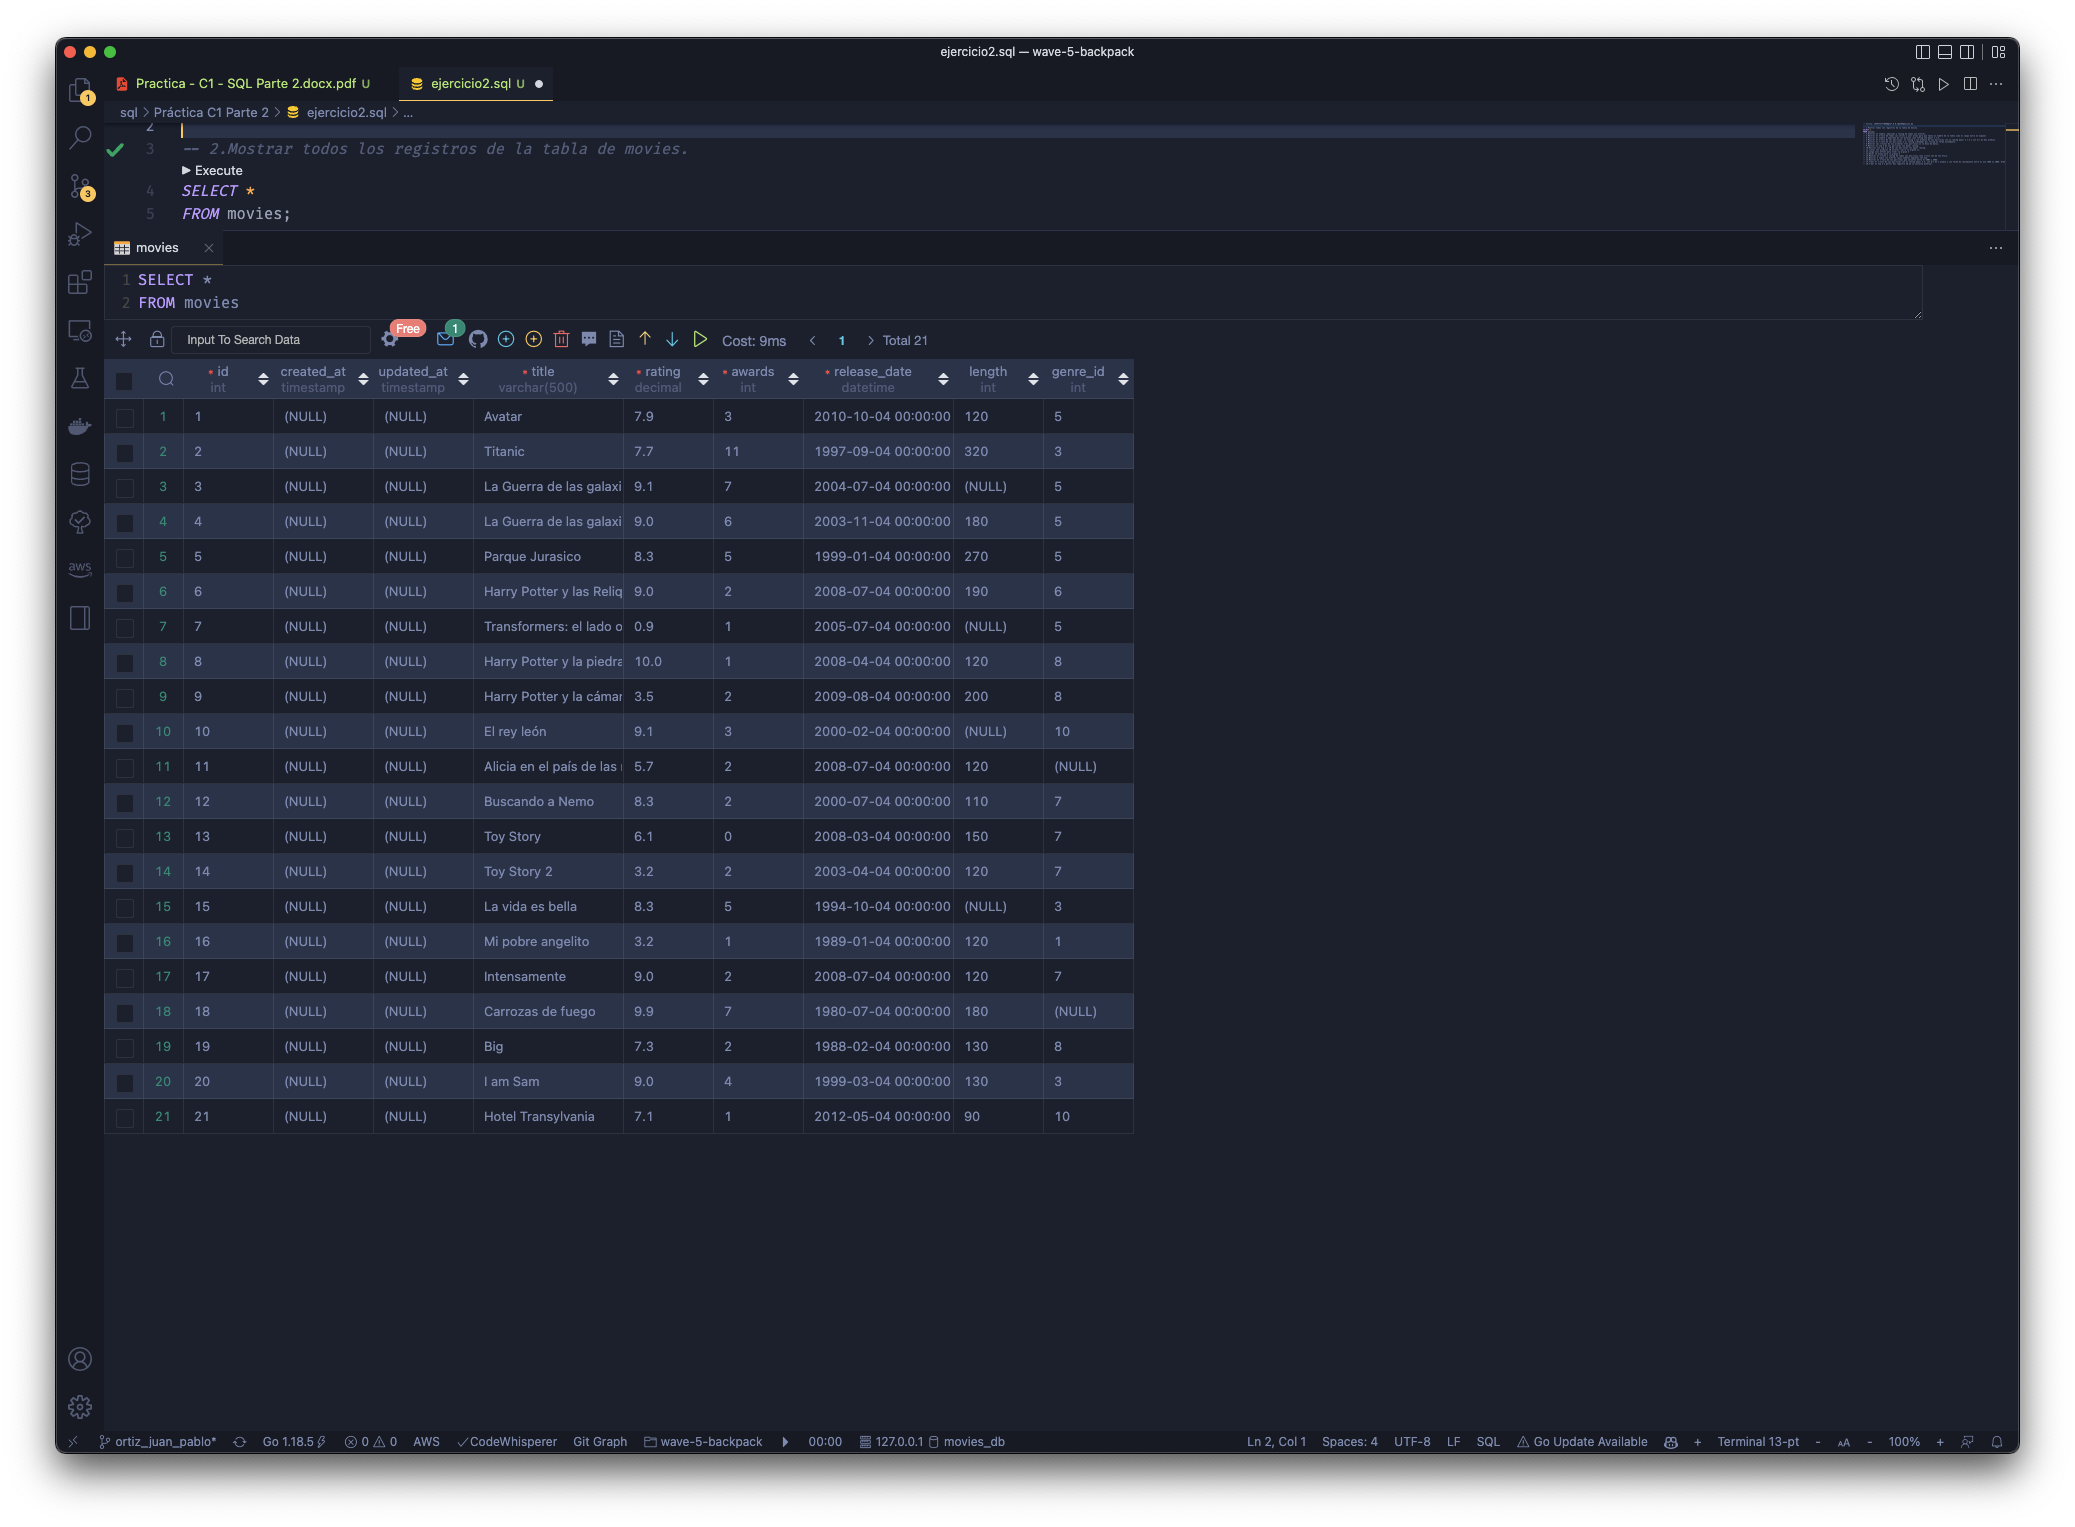 ejercicio2.sql — wave-5-backpack
Practica - C1 - SQL Parte 2.docx.pdf U
ejercicio2.sql U
sql > Práctica C1 Parte 2 > ejercicio2.sql > ...
1
3
2
3 -- 2.Mostrar todos los registros de la tabla de movies.
Execute
4 SELECT *
5 FROM movies;
movies
1 SELECT *
2 FROM movies
Input To Search Data Free 1 Cost: 9ms < 1 > Total 21
* id * title * rating * awards * release_date length genre_id created_at updated_at
int timestamp timestamp varchar(500) decimal int datetime int int
1 1 (NULL) (NULL) Avatar 7.9 3 2010-10-04 00:00:00 120 5
2 2 (NULL) (NULL) Titanic 7.7 11 1997-09-04 00:00:00 320 3
3 3 (NULL) (NULL) La Guerra de las galaxi 9.1 7 2004-07-04 00:00:00 (NULL) 5
4 4 (NULL) (NULL) La Guerra de las galaxi 9.0 6 2003-11-04 00:00:00 180 5
5 5 (NULL) (NULL) Parque Jurasico 8.3 5 1999-01-04 00:00:00 270 5
6 6 (NULL) (NULL) Harry Potter y las Reliq 9.0 2 2008-07-04 00:00:00 190 6
7 7 (NULL) (NULL) Transformers: el lado o 0.9 1 2005-07-04 00:00:00 (NULL) 5
8 8 (NULL) (NULL) Harry Potter y la piedra 10.0 1 2008-04-04 00:00:00 120 8
9 9 (NULL) (NULL) Harry Potter y la cámar 3.5 2 2009-08-04 00:00:00 200 8
10 10 (NULL) (NULL) El rey león 9.1 3 2000-02-04 00:00:00 (NULL) 10
11 11 (NULL) (NULL) Alicia en el país de las 5.7 2 2008-07-04 00:00:00 120 (NULL)
12 12 (NULL) (NULL) Buscando a Nemo 8.3 2 2000-07-04 00:00:00 110 7
13 13 (NULL) (NULL) Toy Story 6.1 0 2008-03-04 00:00:00 150 7
14 14 (NULL) (NULL) Toy Story 2 3.2 2 2003-04-04 00:00:00 120 7
15 15 (NULL) (NULL) La vida es bella 8.3 5 1994-10-04 00:00:00 (NULL) 3
16 16 (NULL) (NULL) Mi pobre angelito 3.2 1 1989-01-04 00:00:00 120 1
17 17 (NULL) (NULL) Intensamente 9.0 2 2008-07-04 00:00:00 120 7
18 18 (NULL) (NULL) Carrozas de fuego 9.9 7 1980-07-04 00:00:00 180 (NULL)
19 19 (NULL) (NULL) Big 7.3 2 1988-02-04 00:00:00 130 8
20 20 (NULL) (NULL) I am Sam 9.0 4 1999-03-04 00:00:00 130 3
21 21 (NULL) (NULL) Hotel Transylvania 7.1 1 2012-05-04 00:00:00 90 10
aws
ortiz_juan_pablo* Go 1.18.5 0 0 AWS CodeWhisperer Git Graph wave-5-backpack 00:00 127.0.0.1 movies_db Ln 2, Col 1 Spaces: 4 UTF-8 LF SQL Go Update Available + Terminal 13-pt - AA - 100% +